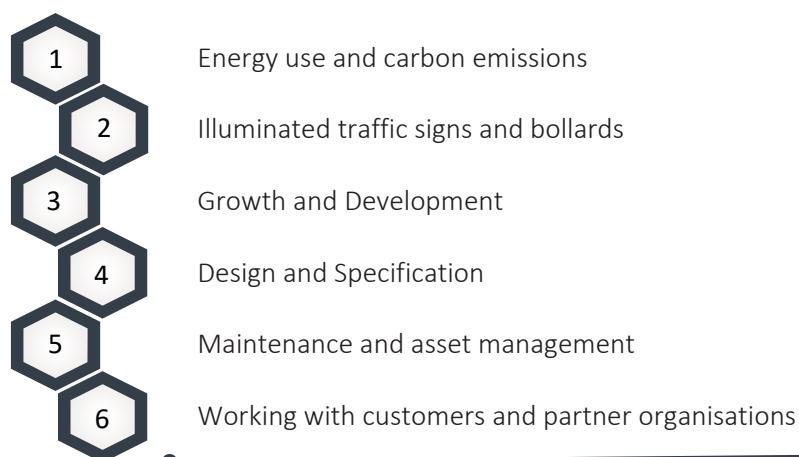 1 Energy use and carbon emissions
2 Illuminated traffic signs and bollards
3 Growth and Development
4 Design and Specification
5 Maintenance and asset management
6 Working with customers and partner organisations